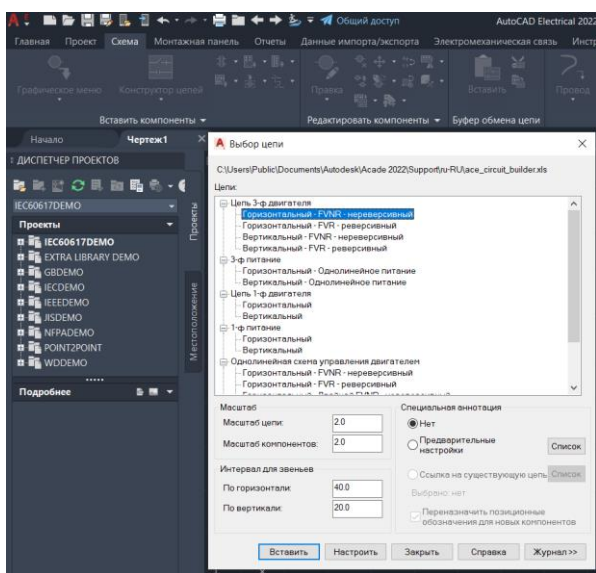 Общий доступ
AutoCAD Electrical 2022
Главная Проект Схема Монтажная панель Отчеты Данные импорта/экспорта Электромеханическая связь Инст
Графическое меню Конструктор цепей Правка Вставить Провод
Вставить компоненты Редактировать компоненты Буфер обмена цепи
Начало Чертеж1
ДИСПЕТЧЕР ПРОЕКТОВ
IEC60617DEMO
Проекты
IEC60617DEMO
EXTRA LIBRARY DEMO
GBDEMO
IECDEMO
IEEEDEMO
JISDEMO
NFPADEMO
POINT2POINT
WDDEMO
Подробнее
Проекты
Местоположение
Выбор цепи
C:\Users\Public\Documents\Autodesk\Acade 2022\Support\ru-RU\ace_circuit_builder.xls
Цепи:
Цепь 3-ф двигателя
Горизонтальный - FVNR - нереверсивный
Горизонтальный - FVR - реверсивный
Вертикальный - FVNR - нереверсивный
Вертикальный - FVR - реверсивный
3-ф питание
Горизонтальный - Однолинейное питание
Вертикальный - Однолинейное питание
Цепь 1-ф двигателя
Горизонтальный
Вертикальный
1-ф питание
Горизонтальный
Вертикальный
Однолинейная схема управления двигателем
Горизонтальный - FVNR - нереверсивный
Горизонтальный - FVR - реверсивный
Масштаб
Масштаб цепи: 2.0
Масштаб компонентов: 2.0
Интервал для звеньев
По горизонтали: 40.0
По вертикали: 20.0
Специальная аннотация
Нет
Предварительные настройки Список
Ссылка на существующую цепь Список
Выбрано: нет
Переназначить позиционные
обозначения для новых компонентов
Вставить Настроить Закрыть Справка Журнал>>